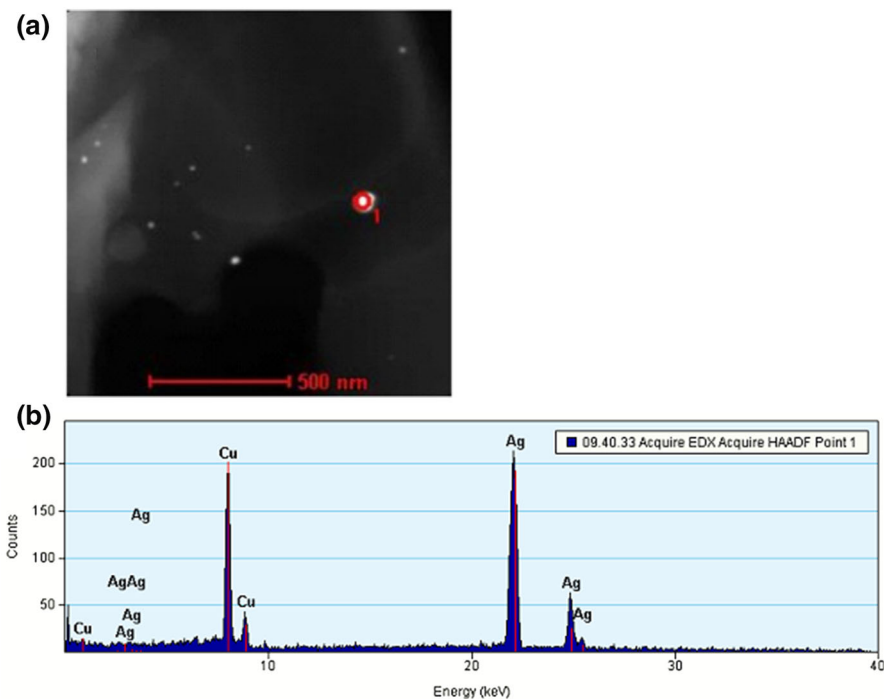 (a)
1
500 nm
(b)
09.40.33 Acquire EDX Acquire HAADF Point 1
Counts
200
150
100
50
Cu
Ag
AgAg
Ag
Ag
Cu
Cu
Ag
Ag
Ag
10
20
30
40
Energy (keV)